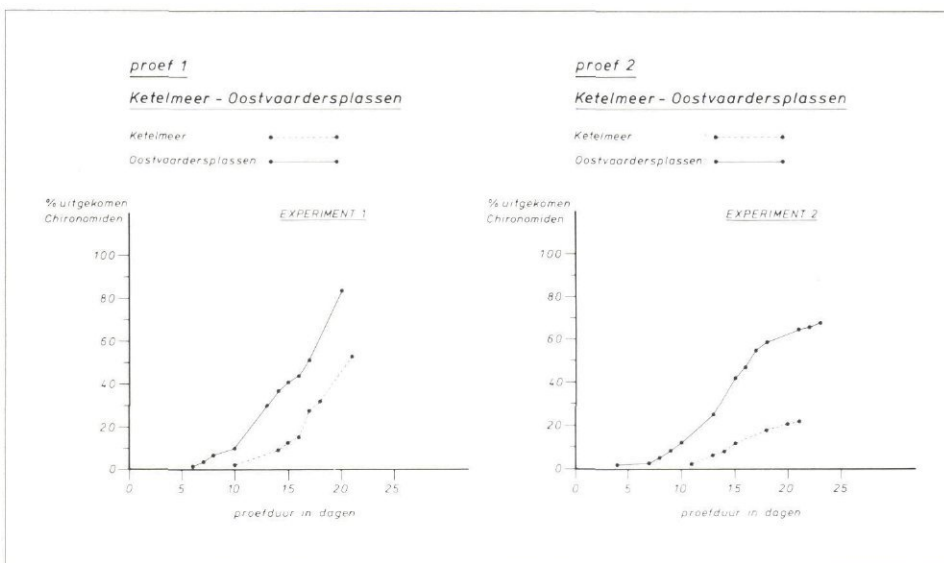 proef 1
Ketelmeer - Oostvaardersplassen
Ketelmeer
Oostvaardersplassen
% uitgekomen
Chironomiden
EXPERIMENT 1
100
80
60
40
20
0
0 5 10 15 20 25
proefduur in dagen
proef 2
Ketelmeer - Oostvaardersplassen
Ketelmeer
Oostvaardersplassen
% uitgekomen
Chironomiden
EXPERIMENT 2
100
80
60
40
20
0
0 5 10 15 20 25
proefduur in dagen